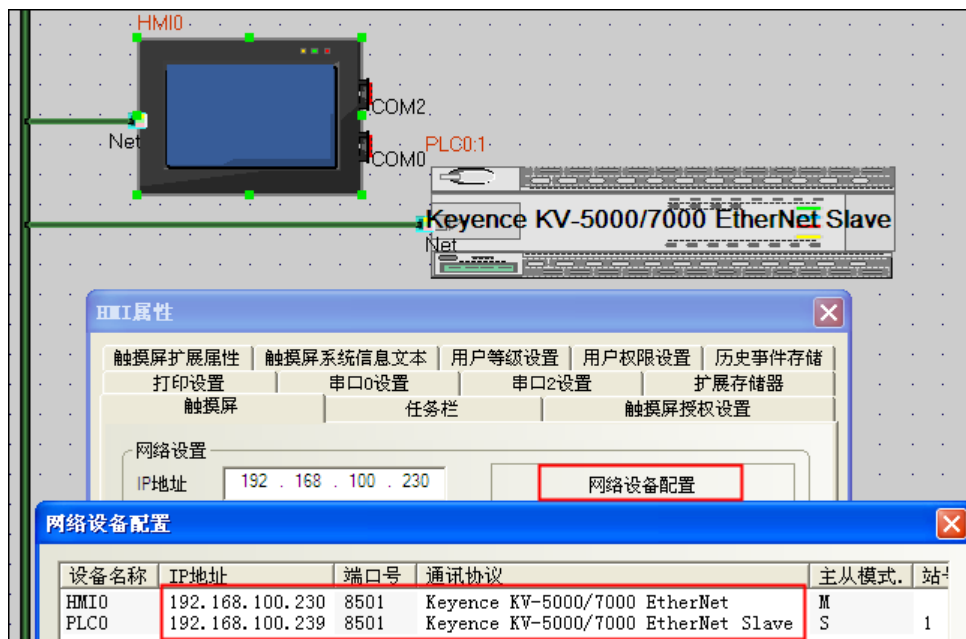 HMI0
COM2
Net
COM0
PLC0:1
Keyence KV-5000/7000 EtherNet Slave
Net
HMI属性
触摸屏扩展属性 触摸屏系统信息文本 用户等级设置 用户权限设置 历史事件存储
打印设置 串口0设置 串口2设置 扩展存储器
触摸屏 任务栏 触摸屏授权设置
网络设置
IP地址 192 . 168 . 100 . 230 网络设备配置
网络设备配置
设备名称 IP地址 端口号 通讯协议 主从模式. 站
HMI0 192.168.100.230 8501 Keyence KV-5000/7000 EtherNet M
PLC0 192.168.100.239 8501 Keyence KV-5000/7000 EtherNet Slave S 1